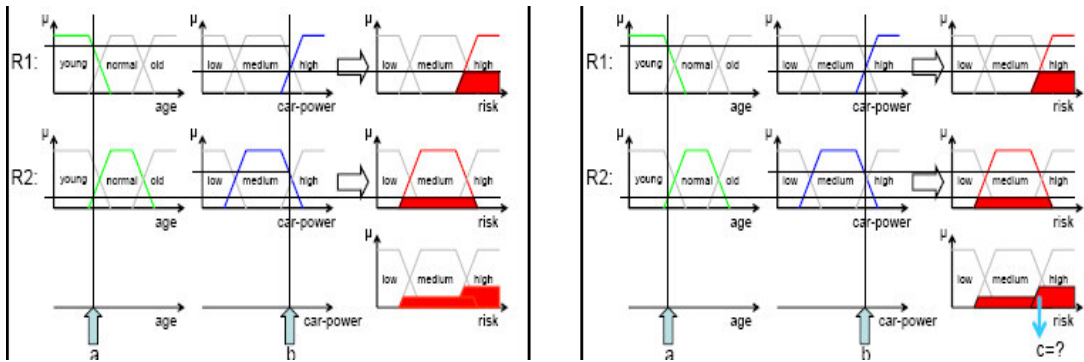 μ μ μ
R1: young normal old low medium high low medium high
age car-power risk
μ μ μ
R2: young normal old low medium high low medium high
age car-power risk
μ
low medium high
age car-power risk
a b
μ μ μ
R1: young normal old low medium high low medium high
age car-power risk
μ μ μ
R2: young normal old low medium high low medium high
age car-power risk
μ
low medium high
age car-power risk
a b c=?